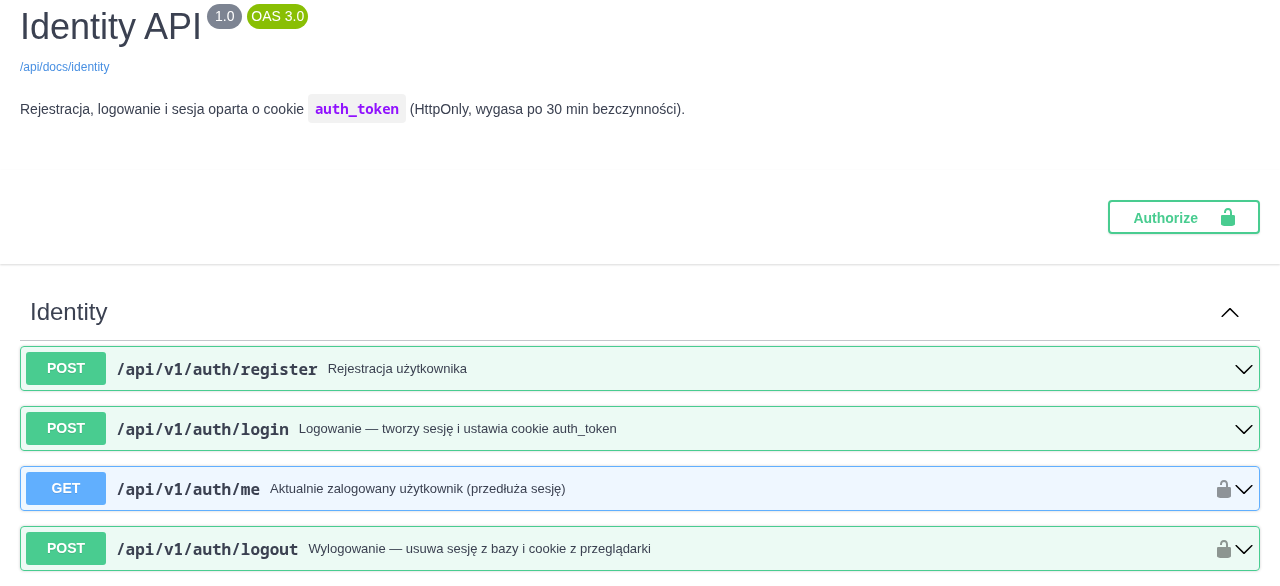 Identity API 1.0 OAS 3.0
/api/docs/identity
Rejestracja, logowanie i sesja oparta o cookie auth_token (HttpOnly, wygasa po 30 min bezczynności).
Authorize
Identity
POST /api/v1/auth/register Rejestracja użytkownika
POST /api/v1/auth/login Logowanie — tworzy sesję i ustawia cookie auth_token
GET /api/v1/auth/me Aktualnie zalogowany użytkownik (przedłuża sesję)
POST /api/v1/auth/logout Wylogowanie — usuwa sesję z bazy i cookie z przeglądarki